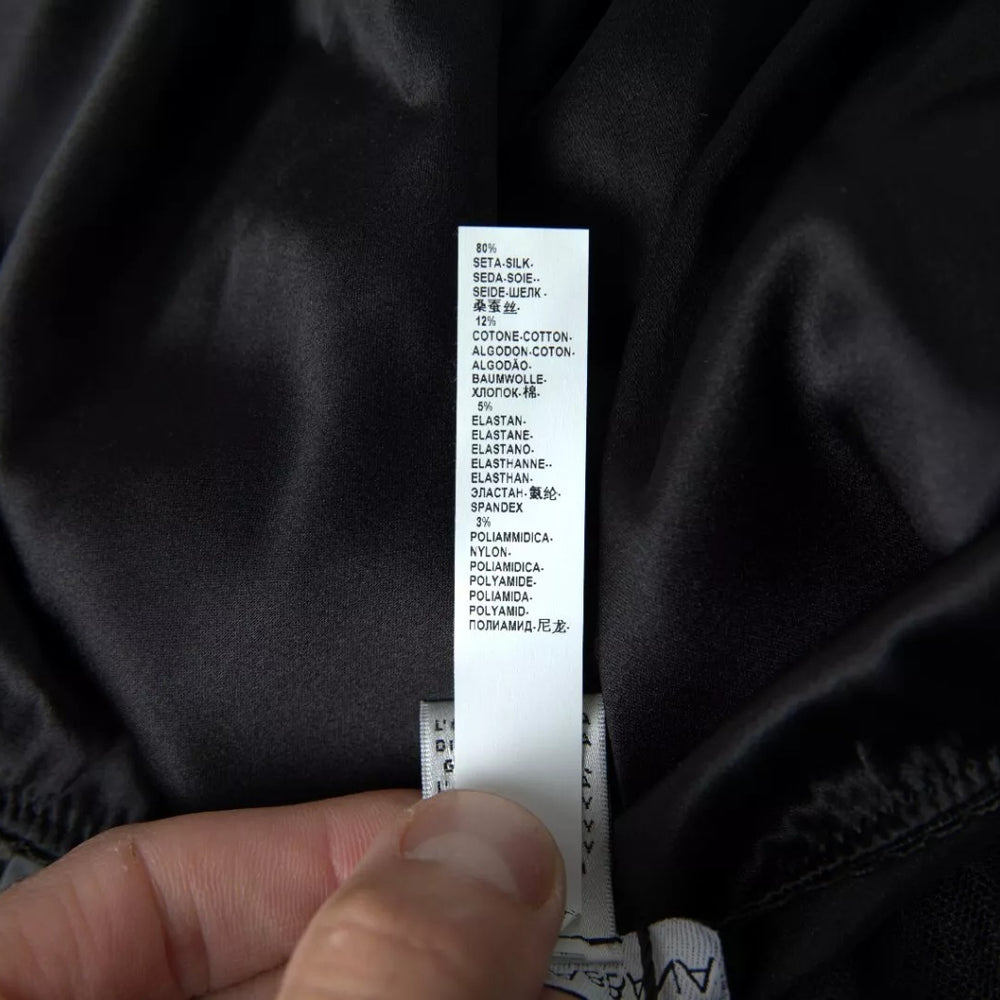 80%
SETA-SILK-
SEDA-SOIE--
SEIDE-ШЕЛК -
桑蚕丝-
12%
COTONE-COTTON-
ALGODON-COTON-
ALGODÃO-
BAUMWOLLE-
ХЛОПОК-棉-
5%
ELASTAN-
ELASTANE-
ELASTANO-
ELASTHANNE--
ELASTHAN-
ЭЛАСТАН-氨纶-
SPANDEX
3%
POLIAMMIDICA-
NYLON-
POLIAMIDICA-
POLYAMIDE-
POLIAMIDA-
POLYAMID-
ПОЛИАМИД-尼龙-